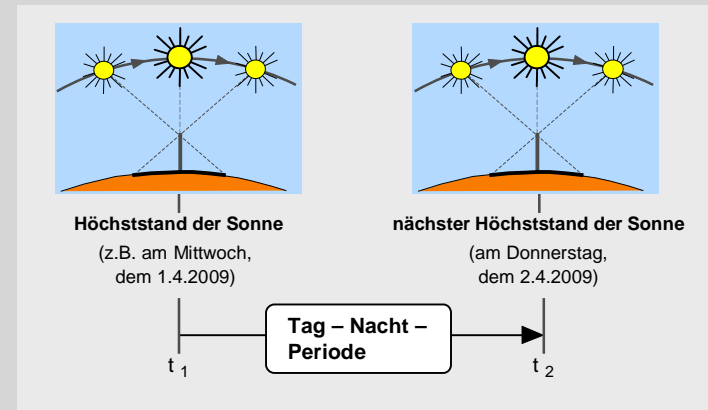 Höchststand der Sonne
(z.B. am Mittwoch,
dem 1.4.2009)
nächster Höchststand der Sonne
(am Donnerstag,
dem 2.4.2009)
Tag – Nacht –
Periode
t 1
t 2